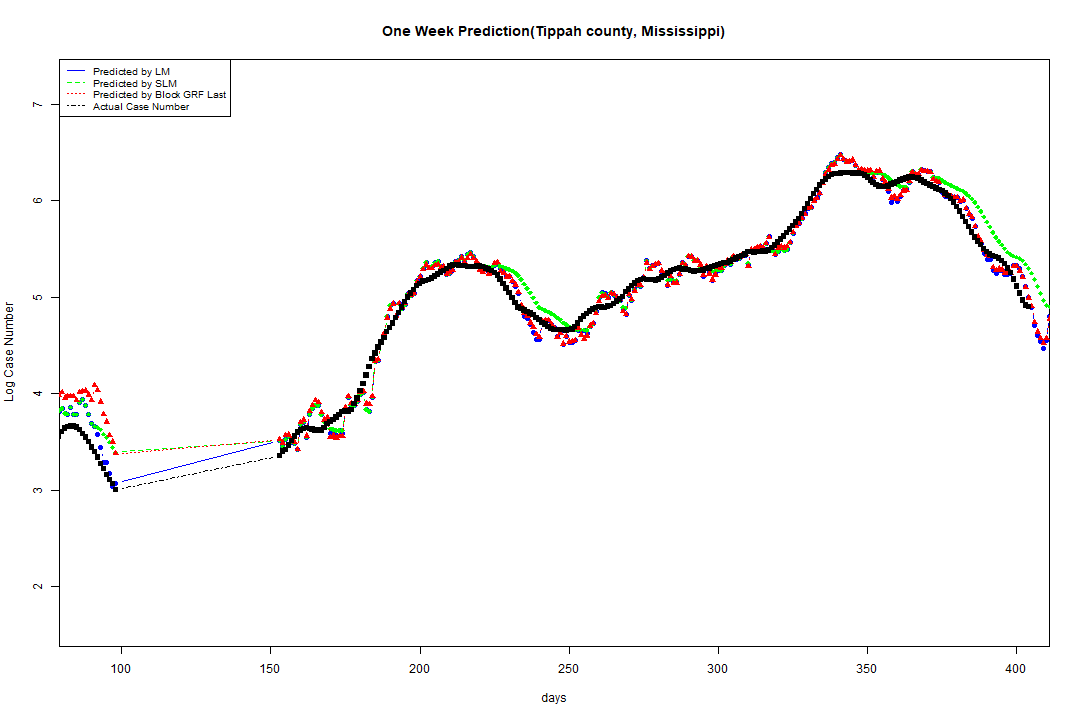 One Week Prediction(Tippah county, Mississippi)
Predicted by LM
Predicted by SLM
Predicted by Block GRF Last
Actual Case Number
7
6
5
4
3
2
Log Case Number
100 150 200 250 300 350 400
days